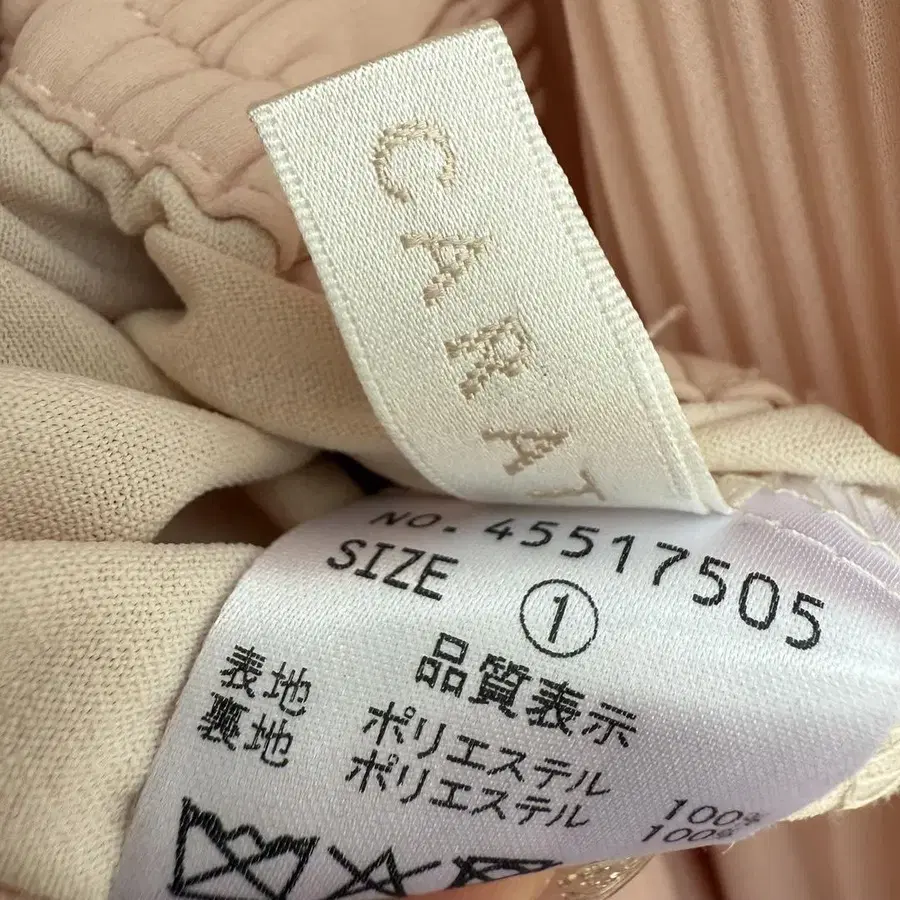 CARAT
NO. 45517505
SIZE ①
品質表示
表地 ポリエステル 100%
裏地 ポリエステル 100%